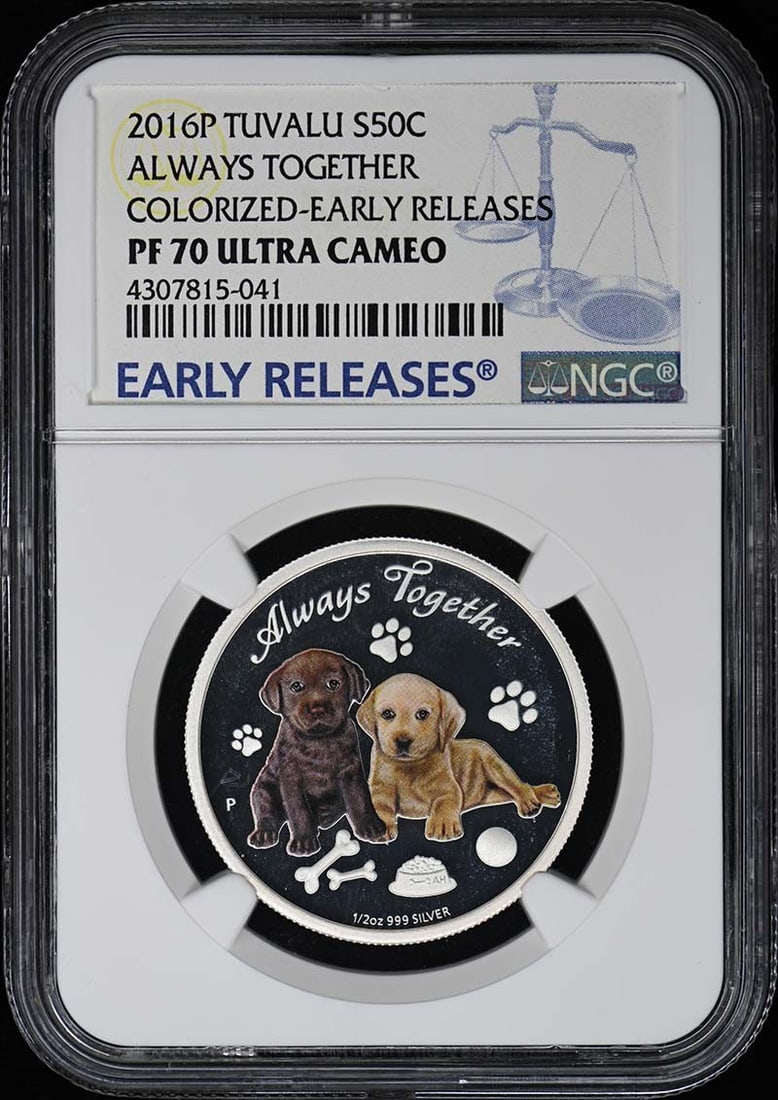 2016P TUVALU S50C
ALWAYS TOGETHER
COLORIZED-EARLY RELEASES
PF 70 ULTRA CAMEO
4307815-041
EARLY RELEASES®
NGC®
Always Together
P
AH
1/2oz 999 SILVER